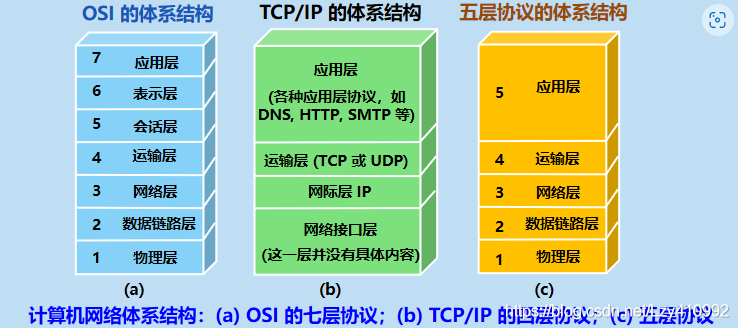 OSI 的体系结构
TCP/IP 的体系结构
五层协议的体系结构
7 应用层
6 表示层
5 会话层
4 运输层
3 网络层
2 数据链路层
1 物理层
(a)
应用层
(各种应用层协议，如
DNS, HTTP, SMTP 等)
运输层 (TCP 或 UDP)
网际层 IP
网络接口层
(这一层并没有具体内容)
(b)
5 应用层
4 运输层
3 网络层
2 数据链路层
1 物理层
(c)
计算机网络体系结构：(a) OSI 的七层协议；(b) TCP/IP 的四层协议；(c) 五层协议